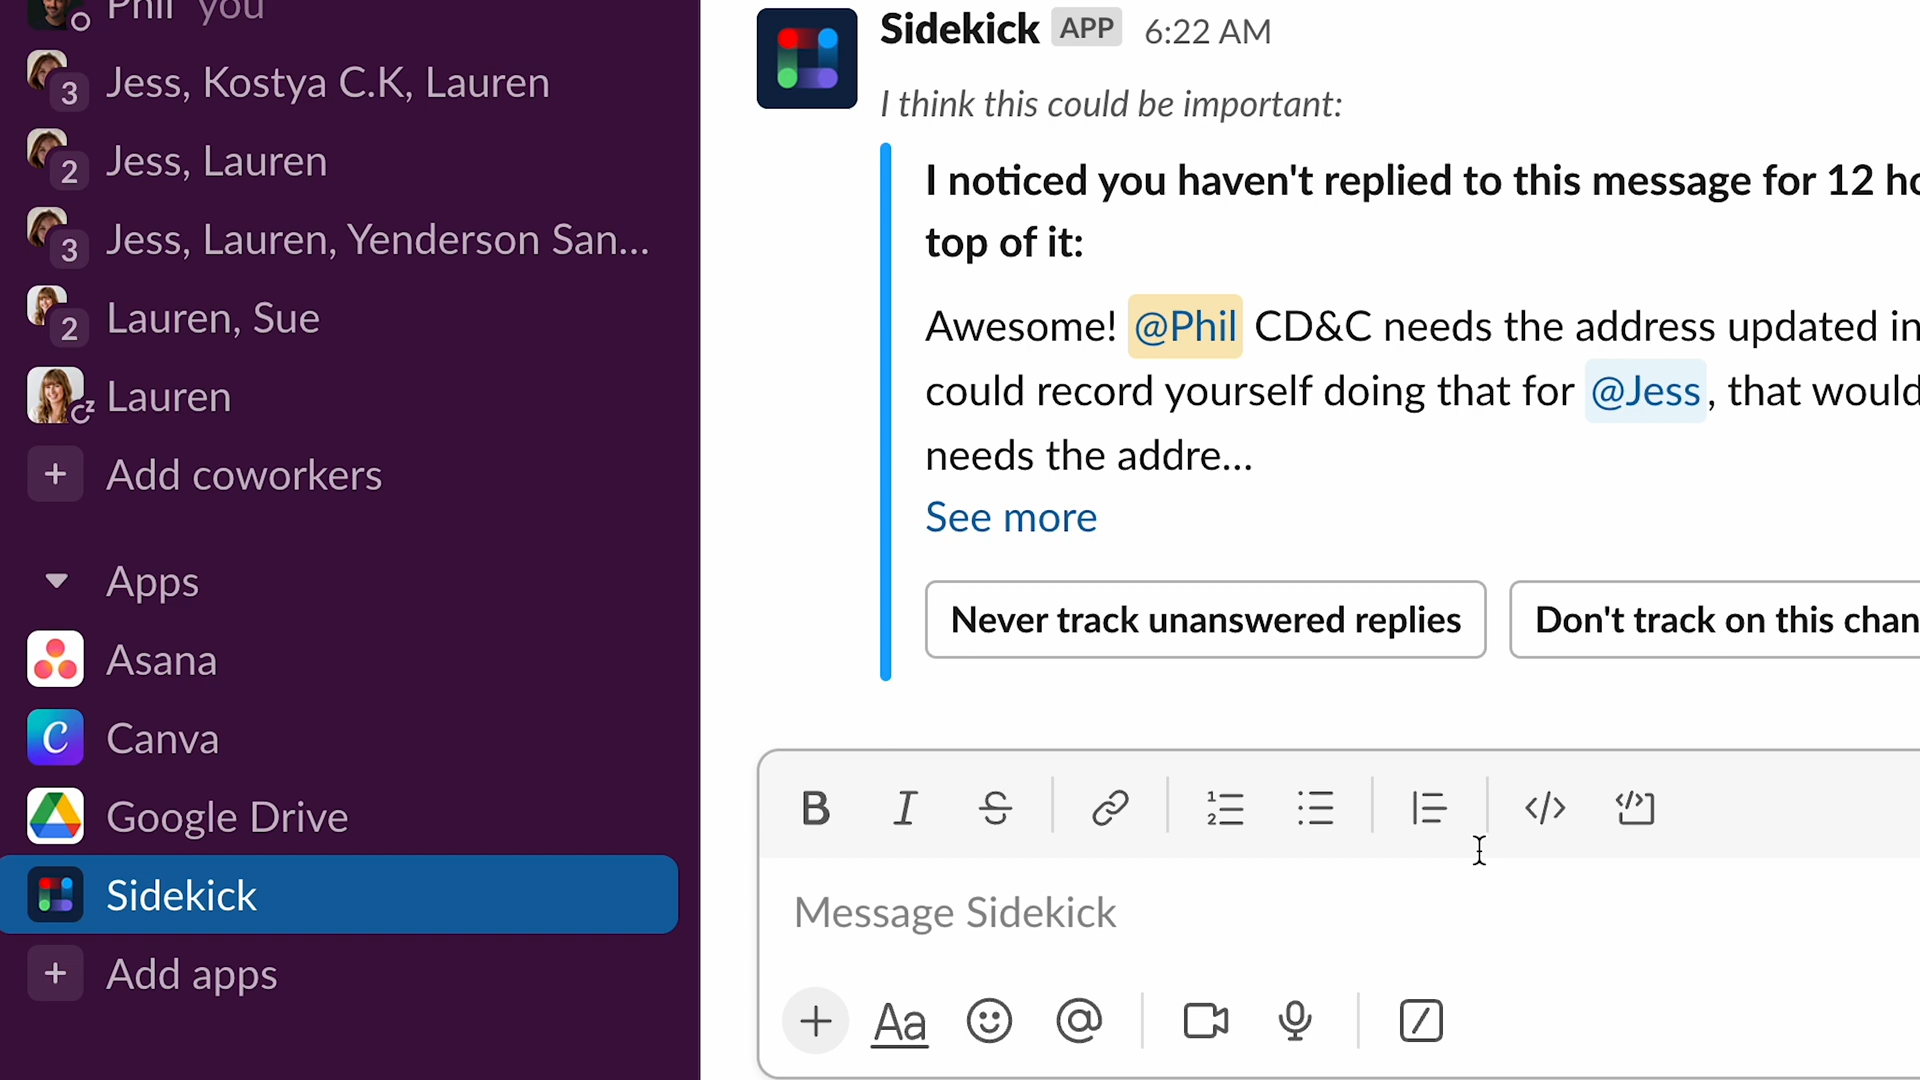 Phil you
3 Jess, Kostya C.K, Lauren
2 Jess, Lauren
3 Jess, Lauren, Yenderson San...
2 Lauren, Sue
Lauren
Add coworkers
Apps
Asana
Canva
Google Drive
Sidekick
Add apps
Sidekick APP 6:22 AM
I think this could be important:
I noticed you haven't replied to this message for 12
top of it:
Awesome! @Phil CD&C needs the address updated in
could record yourself doing that for @Jess, that would
needs the addre...
See more
Never track unanswered replies
Don't track on this
Message Sidekick
Aa